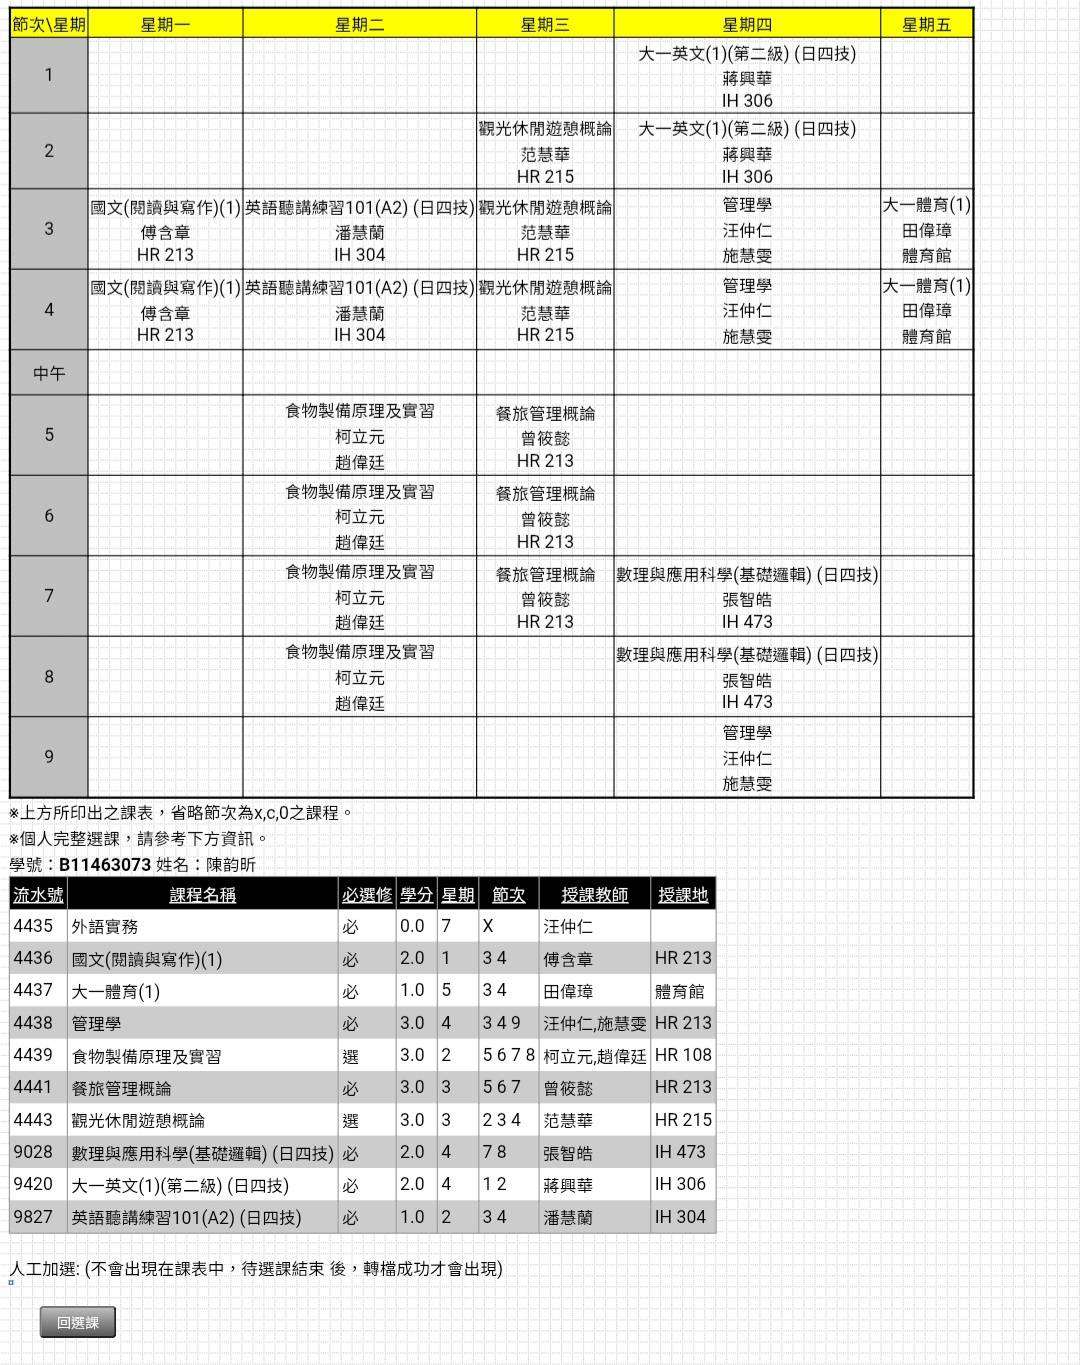 節次\星期 星期一 星期二 星期三 星期四 星期五
1 大一英文(1)(第二級) (日四技)
蔣興華
IH 306
2 觀光休閒遊憩概論 大一英文(1)(第二級) (日四技)
范慧華 蔣興華
HR 215 IH 306
3 國文(閱讀與寫作)(1) 英語聽講練習101(A2) (日四技) 觀光休閒遊憩概論 管理學 大一體育(1)
傅含章 潘慧蘭 范慧華 汪仲仁 田偉璋
HR 213 IH 304 HR 215 施慧雯 體育館
4 國文(閱讀與寫作)(1) 英語聽講練習101(A2) (日四技) 觀光休閒遊憩概論 管理學 大一體育(1)
傅含章 潘慧蘭 范慧華 汪仲仁 田偉璋
HR 213 IH 304 HR 215 施慧雯 體育館
中午
5 食物製備原理及實習 餐旅管理概論
柯立元 曾筱懿
趙偉廷 HR 213
6 食物製備原理及實習 餐旅管理概論
柯立元 曾筱懿
趙偉廷 HR 213
7 食物製備原理及實習 餐旅管理概論 數理與應用科學(基礎邏輯) (日四技)
柯立元 曾筱懿 張智皓
趙偉廷 HR 213 IH 473
8 食物製備原理及實習 數理與應用科學(基礎邏輯) (日四技)
柯立元 張智皓
趙偉廷 IH 473
9 管理學
汪仲仁
施慧雯
※上方所印出之課表，省略節次為x,c,0之課程。
※個人完整選課，請參考下方資訊。
學號：B11463073 姓名：陳韵昕
流水號 課程名稱 必選修 學分 星期 節次 授課教師 授課地
4435 外語實務 必 0.0 7 X 汪仲仁
4436 國文(閱讀與寫作)(1) 必 2.0 1 3 4 傅含章 HR 213
4437 大一體育(1) 必 1.0 5 3 4 田偉璋 體育館
4438 管理學 必 3.0 4 3 4 9 汪仲仁,施慧雯 HR 213
4439 食物製備原理及實習 選 3.0 2 5 6 7 8 柯立元,趙偉廷 HR 108
4441 餐旅管理概論 必 3.0 3 5 6 7 曾筱懿 HR 213
4443 觀光休閒遊憩概論 選 3.0 3 2 3 4 范慧華 HR 215
9028 數理與應用科學(基礎邏輯) (日四技) 必 2.0 4 7 8 張智皓 IH 473
9420 大一英文(1)(第二級) (日四技) 必 2.0 4 1 2 蔣興華 IH 306
9827 英語聽講練習101(A2) (日四技) 必 1.0 2 3 4 潘慧蘭 IH 304
人工加選: (不會出現在課表中，待選課結束 後，轉檔成功才會出現)
回選課